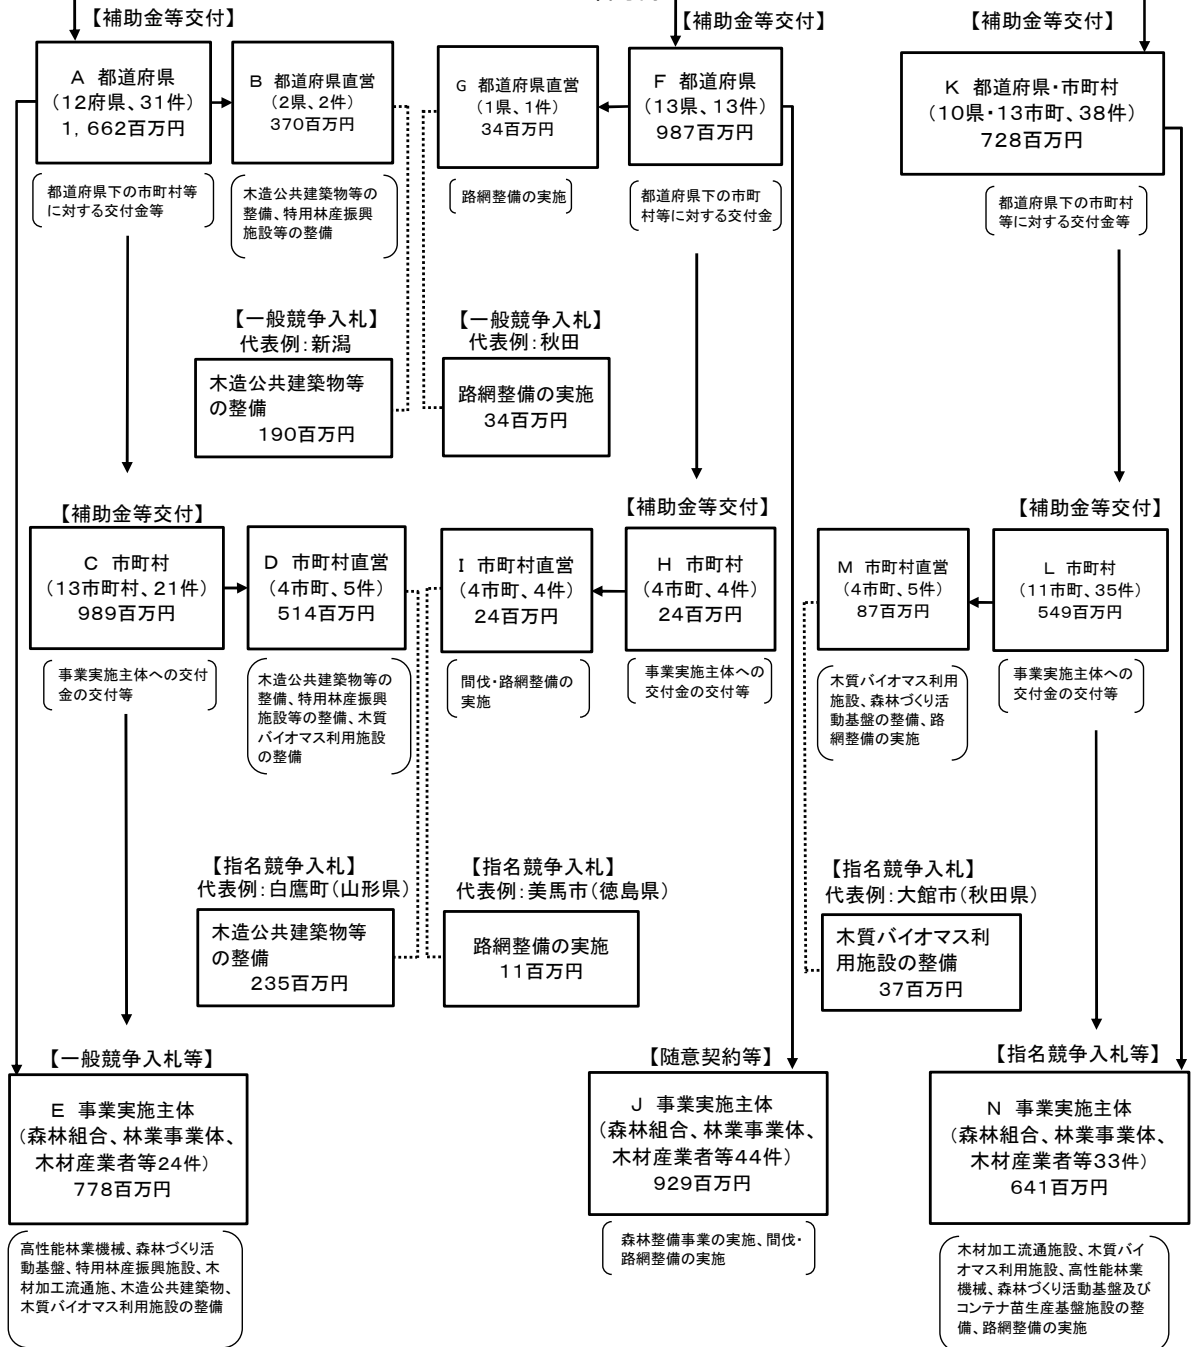 【補助金等交付】
【補助金等交付】
【補助金等交付】
A 都道府県
(12府県、31件)
1,662百万円
B 都道府県直営
(2県、2件)
370百万円
G 都道府県直営
(1県、1件)
34百万円
F 都道府県
(13県、13件)
987百万円
K 都道府県・市町村
(10県・13市町、38件)
728百万円
都道府県下の市町村等
に対する交付金等
木造公共建築物等の
整備、特用林産振興
施設等の整備
路網整備の実施
都道府県下の市町
村等に対する交付金
都道府県下の市町村
等に対する交付金等
【一般競争入札】
代表例:新潟
木造公共建築物等
の整備
190百万円
【一般競争入札】
代表例:秋田
路網整備の実施
34百万円
【補助金等交付】
C 市町村
(13市町村、21件)
989百万円
D 市町村直営
(4市町、5件)
514百万円
I 市町村直営
(4市町、4件)
24百万円
【補助金等交付】
H 市町村
(4市町、4件)
24百万円
M 市町村直営
(4市町、5件)
87百万円
【補助金等交付】
L 市町村
(11市町、35件)
549百万円
事業実施主体への交付
金の交付等
木造公共建築物等の
整備、特用林産振興
施設等の整備、木質
バイオマス利用施設
の整備
間伐・路網整備の
実施
事業実施主体への
交付金の交付等
木質バイオマス利用
施設、森林づくり活
動基盤の整備、路
網整備の実施
事業実施主体への
交付金の交付等
【指名競争入札】
代表例:白鷹町(山形県)
木造公共建築物等
の整備
235百万円
【指名競争入札】
代表例:美馬市(徳島県)
路網整備の実施
11百万円
【指名競争入札】
代表例:大館市(秋田県)
木質バイオマス利
用施設の整備
37百万円
【一般競争入札等】
E 事業実施主体
(森林組合、林業事業体、
木材産業者等24件)
778百万円
【随意契約等】
J 事業実施主体
(森林組合、林業事業体、
木材産業者等44件)
929百万円
【指名競争入札等】
N 事業実施主体
(森林組合、林業事業体、
木材産業者等33件)
641百万円
高性能林業機械、森林づくり活
動基盤、特用林産振興施設、木
材加工流通施、木造公共建築物、
木質バイオマス利用施設の整備
森林整備事業の実施、間伐・
路網整備の実施
木材加工流通施設、木質バイ
オマス利用施設、高性能林業
機械、森林づくり活動基盤及び
コンテナ苗生産基盤施設の整
備、路網整備の実施